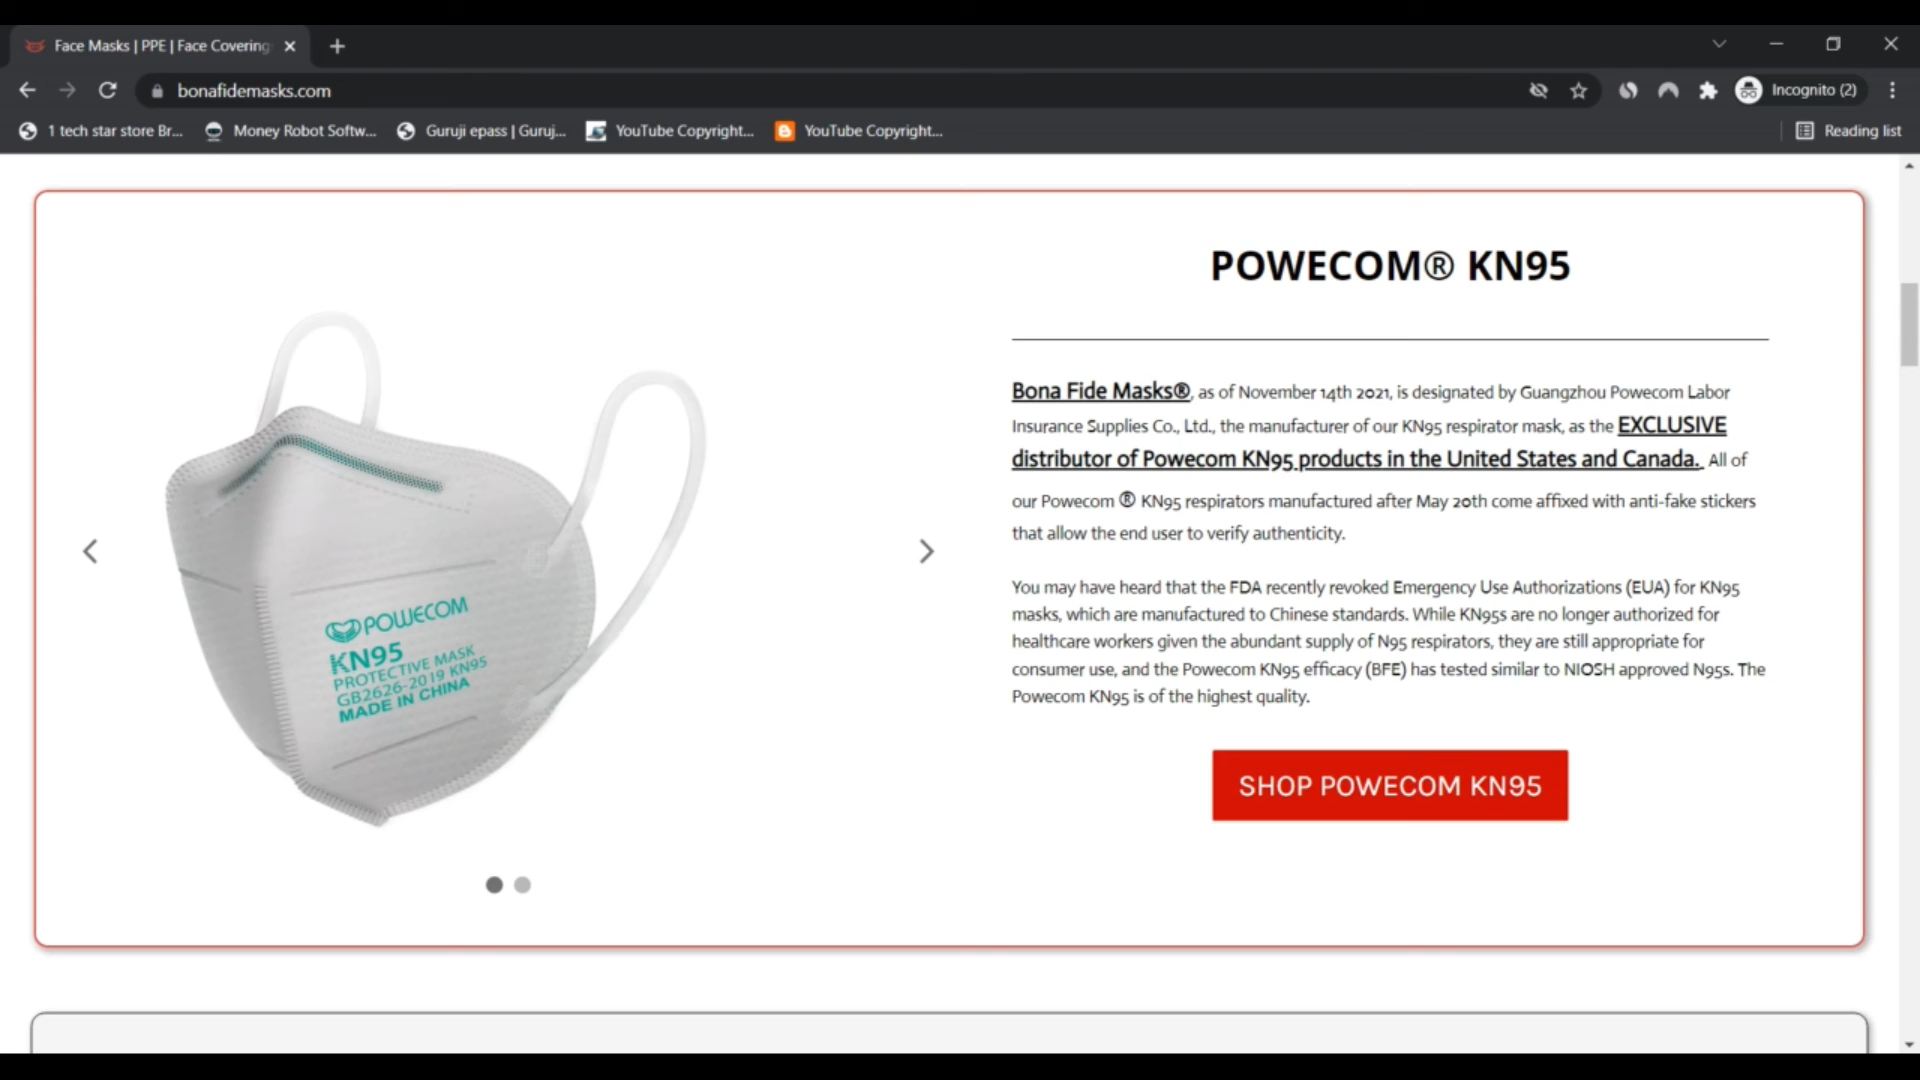 Face Masks | PPE | Face Covering
bonafidemasks.com
Incognito (2)
1 tech star store Br...
Money Robot Softw...
Guruji epass | Guruj...
YouTube Copyright...
YouTube Copyright...
Reading list
POWECOM® KN95
Bona Fide Masks®, as of November 14th 2021, is designated by Guangzhou Powecom Labor
Insurance Supplies Co., Ltd., the manufacturer of our KN95 respirator mask, as the EXCLUSIVE
distributor of Powecom KN95 products in the United States and Canada. All of
our Powecom ® KN95 respirators manufactured after May 20th come affixed with anti-fake stickers
that allow the end user to verify authenticity.
You may have heard that the FDA recently revoked Emergency Use Authorizations (EUA) for KN95
masks, which are manufactured to Chinese standards. While KN95s are no longer authorized for
healthcare workers given the abundant supply of N95 respirators, they are still appropriate for
consumer use, and the Powecom KN95 efficacy (BFE) has tested similar to NIOSH approved N95s. The
Powecom KN95 is of the highest quality.
SHOP POWECOM KN95
POWECOM
KN95
PROTECTIVE MASK
GB2626-2019 KN95
MADE IN CHINA